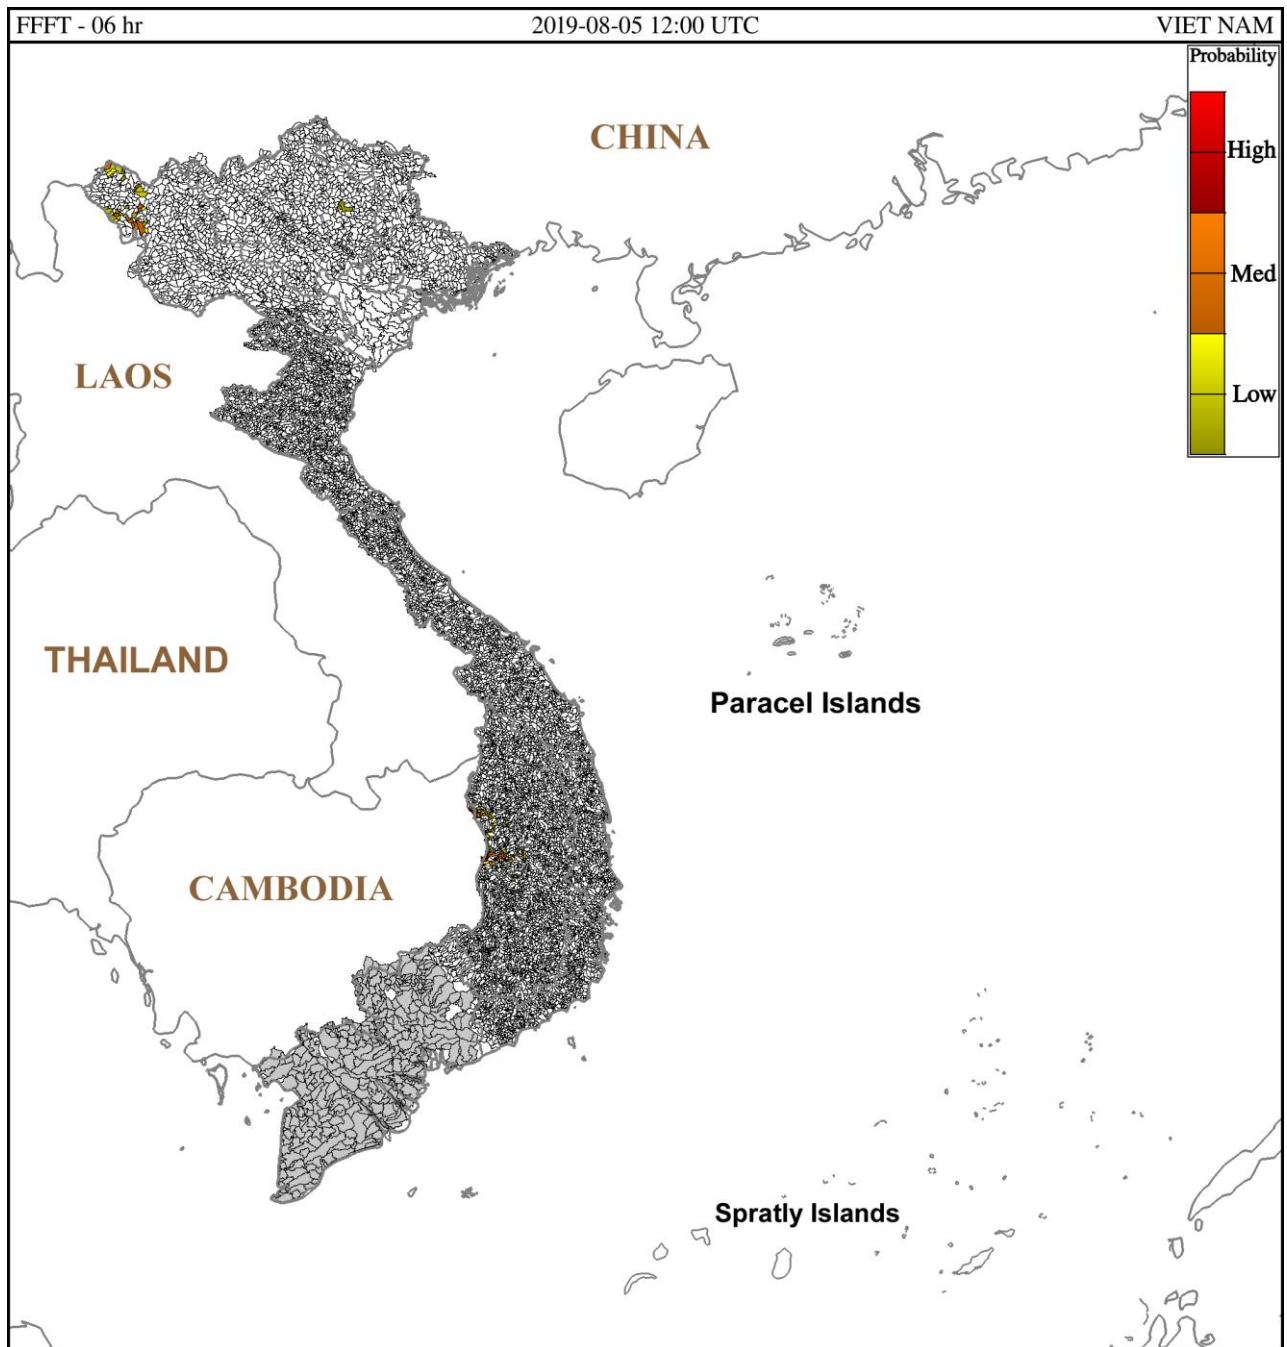 FFFT - 06 hr 2019-08-05 12:00 UTC VIET NAM
Probability
CHINA
High
Med
LAOS
Low
THAILAND
Paracel Islands
CAMBODIA
Spratly Islands